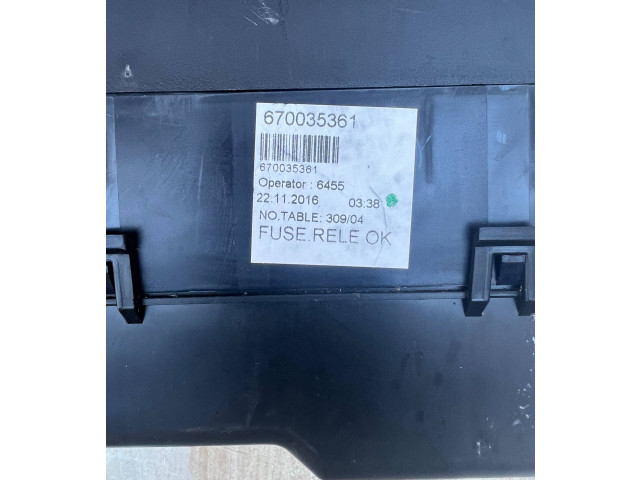 670035361
670035361
Operator : 6455
22.11.2016 03:38
NO.TABLE: 309/04
FUSE.RELE OK